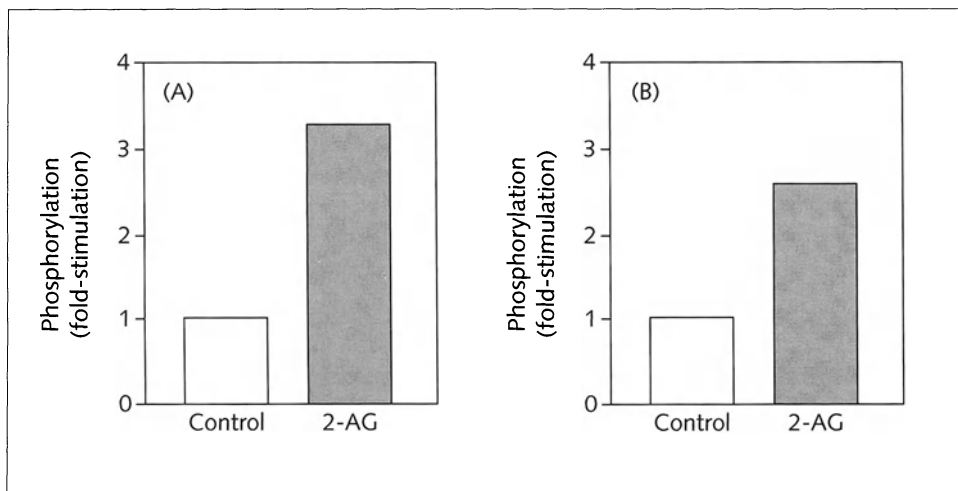 (A)
Phosphorylation
(fold-stimulation)
4
3
2
1
0
Control 2-AG
(B)
Phosphorylation
(fold-stimulation)
4
3
2
1
0
Control 2-AG